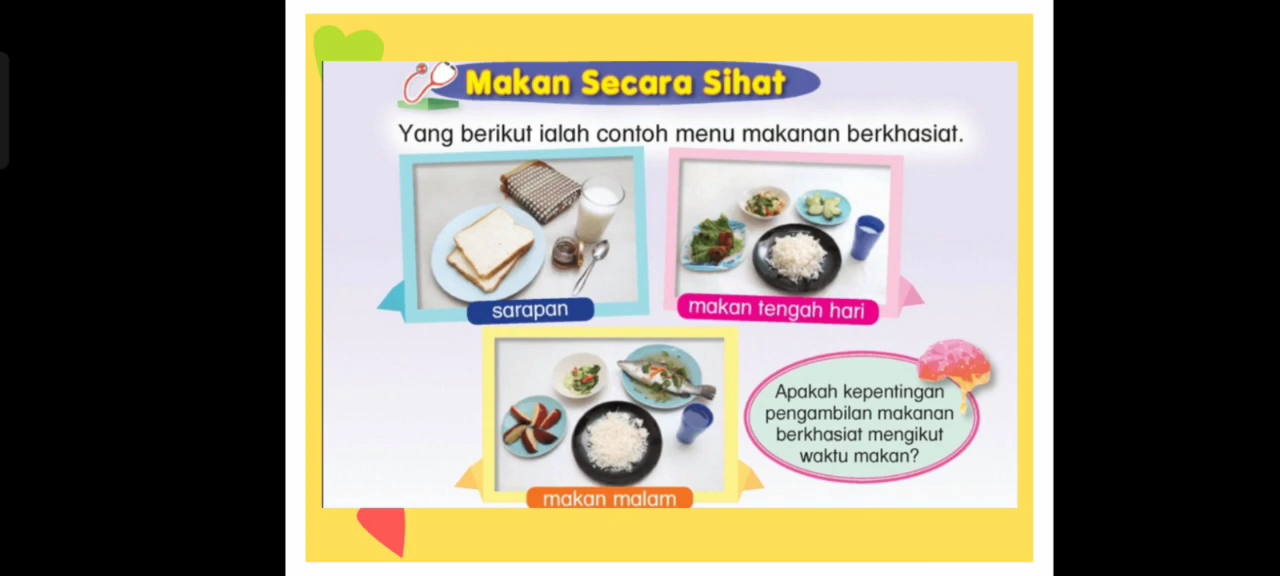 Makan Secara Sihat
Yang berikut ialah contoh menu makanan berkhasiat.
sarapan
makan tengah hari
makan malam
Apakah kepentingan
pengambilan makanan
berkhasiat mengikut
waktu makan?